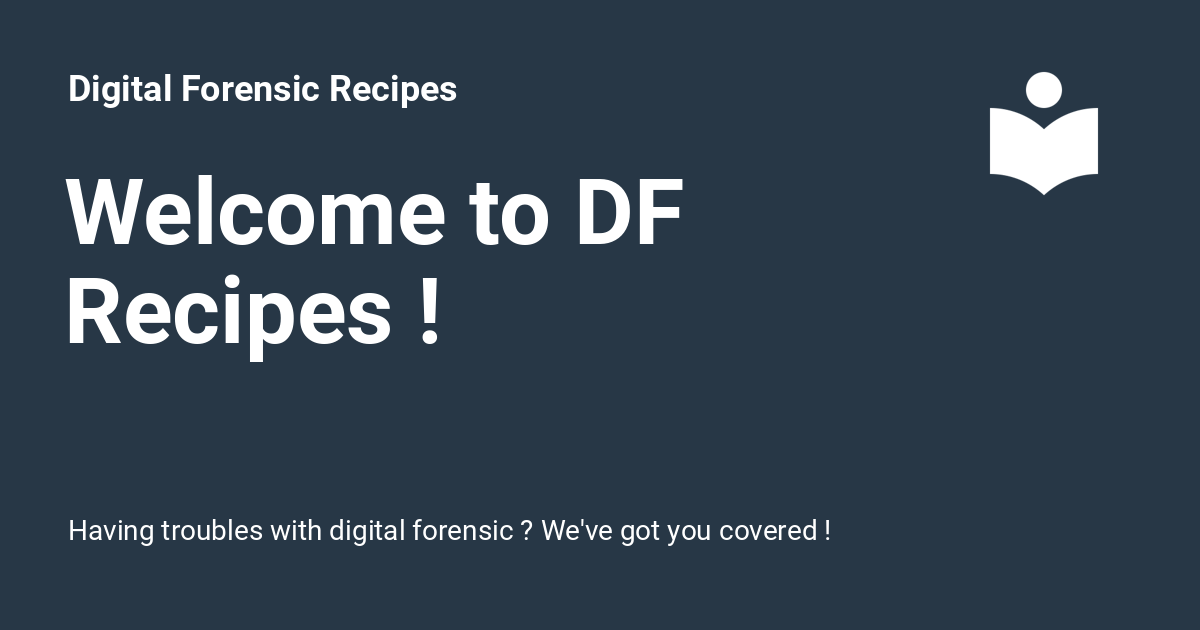 Digital Forensic Recipes
Welcome to DF
Recipes !
Having troubles with digital forensic ? We've got you covered !